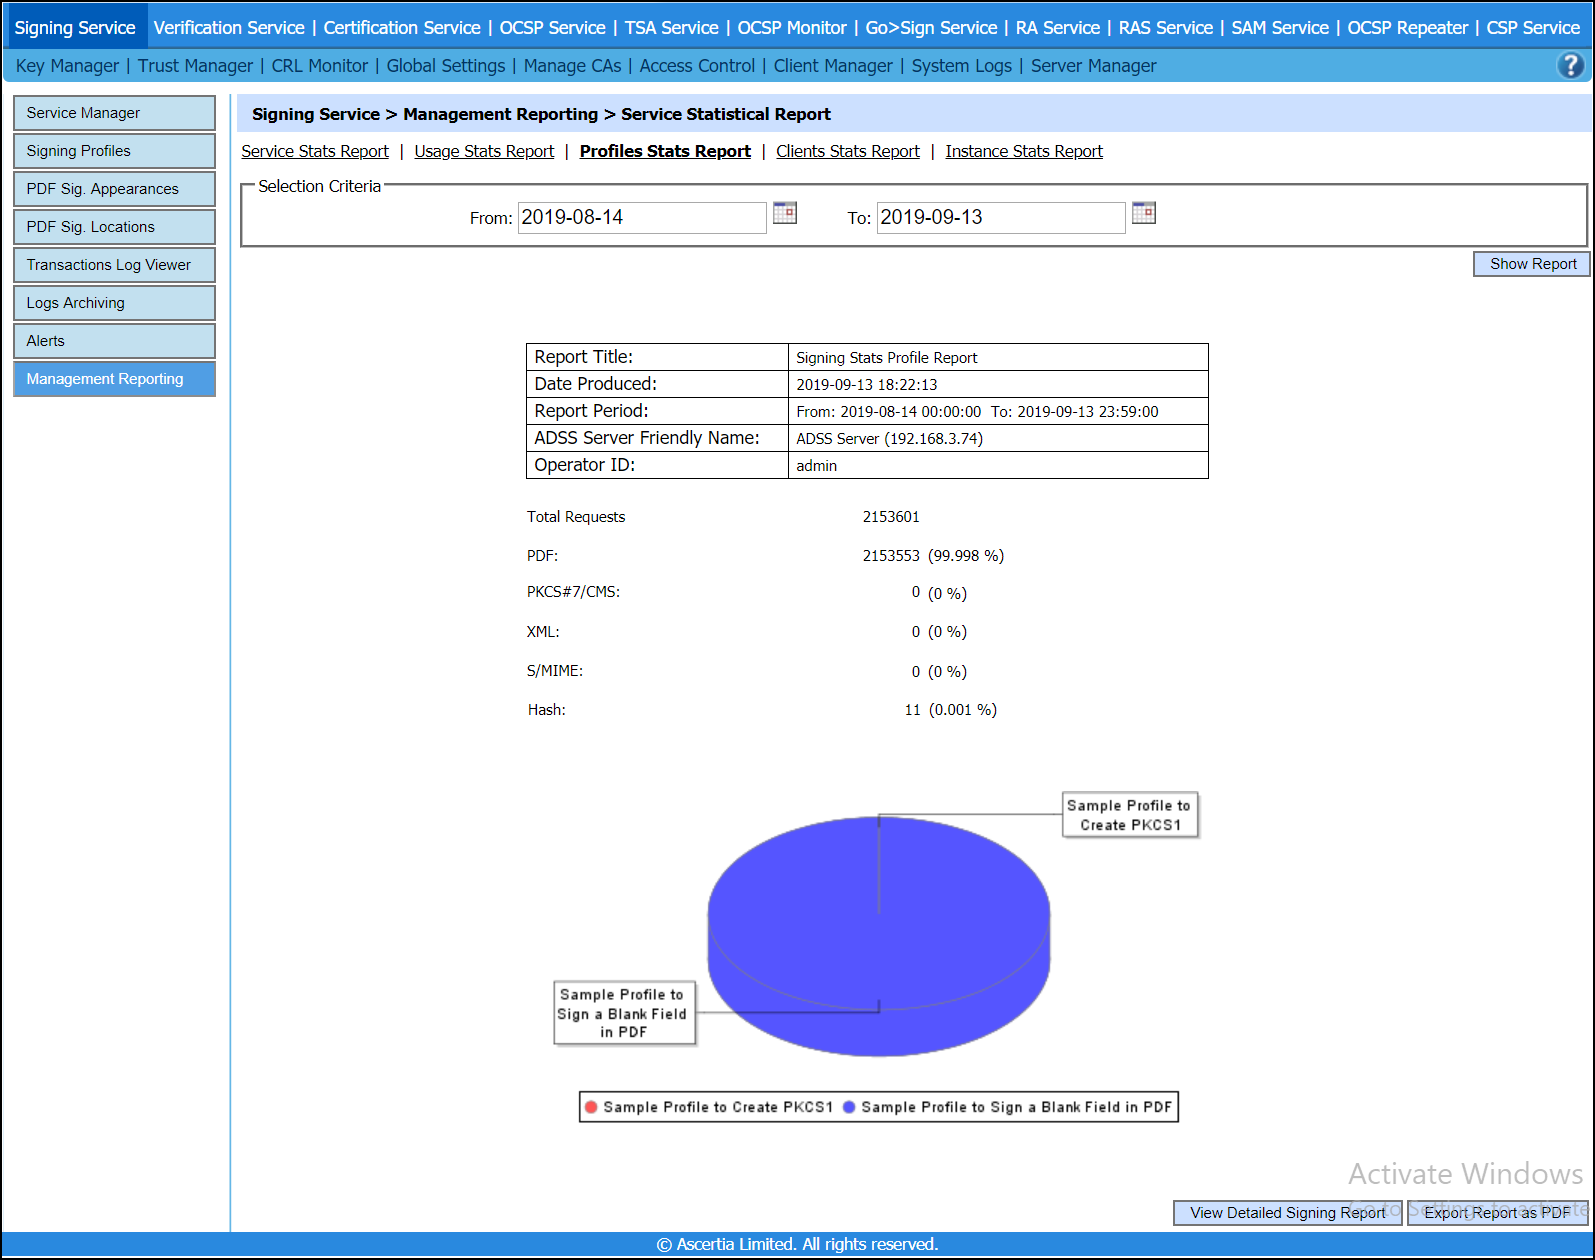 Signing Service Verification Service | Certification Service | OCSP Service | TSA Service | OCSP Monitor | Go>Sign Service | RA Service | RAS Service | SAM Service | OCSP Repeater | CSP Service
Key Manager | Trust Manager | CRL Monitor | Global Settings | Manage CAs | Access Control | Client Manager | System Logs | Server Manager ?
Service Manager
Signing Profiles
PDF Sig. Appearances
PDF Sig. Locations
Transactions Log Viewer
Logs Archiving
Alerts
Management Reporting
Signing Service > Management Reporting > Service Statistical Report
Service Stats Report | Usage Stats Report | Profiles Stats Report | Clients Stats Report | Instance Stats Report
Selection Criteria
From: 2019-08-14 To: 2019-09-13
Show Report
Report Title: Signing Stats Profile Report
Date Produced: 2019-09-13 18:22:13
Report Period: From: 2019-08-14 00:00:00 To: 2019-09-13 23:59:00
ADSS Server Friendly Name: ADSS Server (192.168.3.74)
Operator ID: admin
Total Requests 2153601
PDF: 2153553 (99.998 %)
PKCS#7/CMS: 0 (0 %)
XML: 0 (0 %)
S/MIME: 0 (0 %)
Hash: 11 (0.001 %)
Sample Profile to
Create PKCS1
Sample Profile to
Sign a Blank Field
in PDF
Sample Profile to Create PKCS1 Sample Profile to Sign a Blank Field in PDF
Activate Windows
Go to Settings to activate
View Detailed Signing Report Export Report as PDF
© Ascertia Limited. All rights reserved.